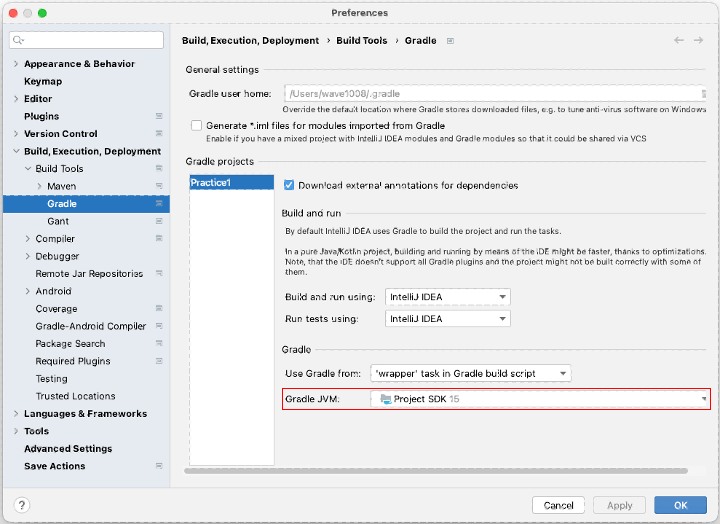 Preferences
Build, Execution, Deployment › Build Tools › Gradle
Appearance & Behavior
Keymap
Editor
Plugins
Version Control
Build, Execution, Deployment
Build Tools
Maven
Gradle
Gant
Compiler
Debugger
Remote Jar Repositories
Android
Coverage
Gradle-Android Compiler
Package Search
Required Plugins
Testing
Trusted Locations
Languages & Frameworks
Tools
Advanced Settings
Save Actions
General settings
Gradle user home: /Users/wave1008/.gradle
Override the default location where Gradle stores downloaded files, e.g. to tune anti-virus software on Windows
Generate *.iml files for modules imported from Gradle
Enable if you have a mixed project with IntelliJ IDEA modules and Gradle modules so that it could be shared via VCS
Gradle projects
Practice1
Download external annotations for dependencies
Build and run
By default IntelliJ IDEA uses Gradle to build the project and run the tasks.
In a pure Java/Kotlin project, building and running by means of the IDE might be faster, thanks to optimizations.
Note, that the IDE doesn't support all Gradle plugins and the project might not be built correctly with some of
them.
Build and run using: IntelliJ IDEA
Run tests using: IntelliJ IDEA
Gradle
Use Gradle from: 'wrapper' task in Gradle build script
Gradle JVM: Project SDK 15
?
Cancel
Apply
OK